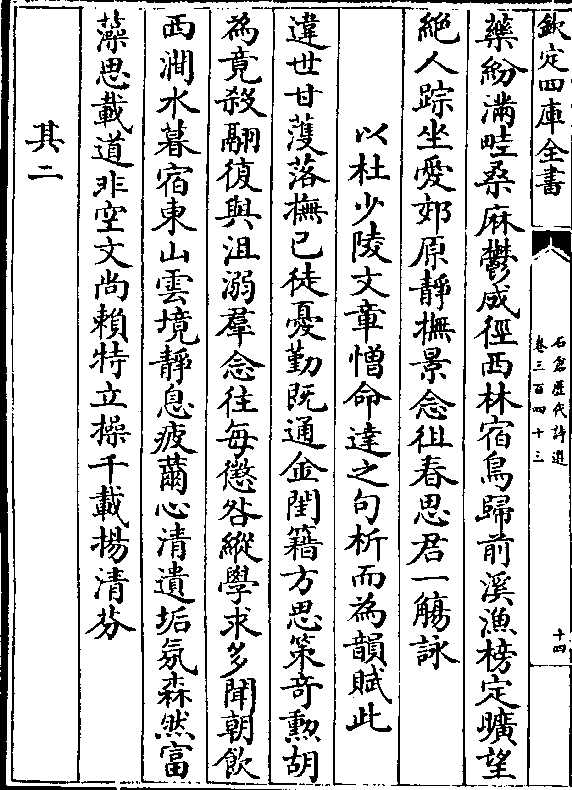 藥紛滿畦桑麻鬱成徑西林宿鳥歸前溪漁榜定曠望
絶人踪坐愛郊原靜撫景念徂春思君一觴詠
以杜少陵文章憎命達之句析而為韻賦此
違世甘濩落撫已徒憂勤既通金閨籍方思策奇勲胡
為竟殺翮復與沮溺羣念往每懲咎縱學求多聞朝飲
西澗水暮宿東山雲境靜息疲薾心清遺垢氛森然富
藻思載道非空文尚賴特立操千載揚清芬
其二
欽定四庫全書
石倉歷代詩選
卷三百四十三
十四